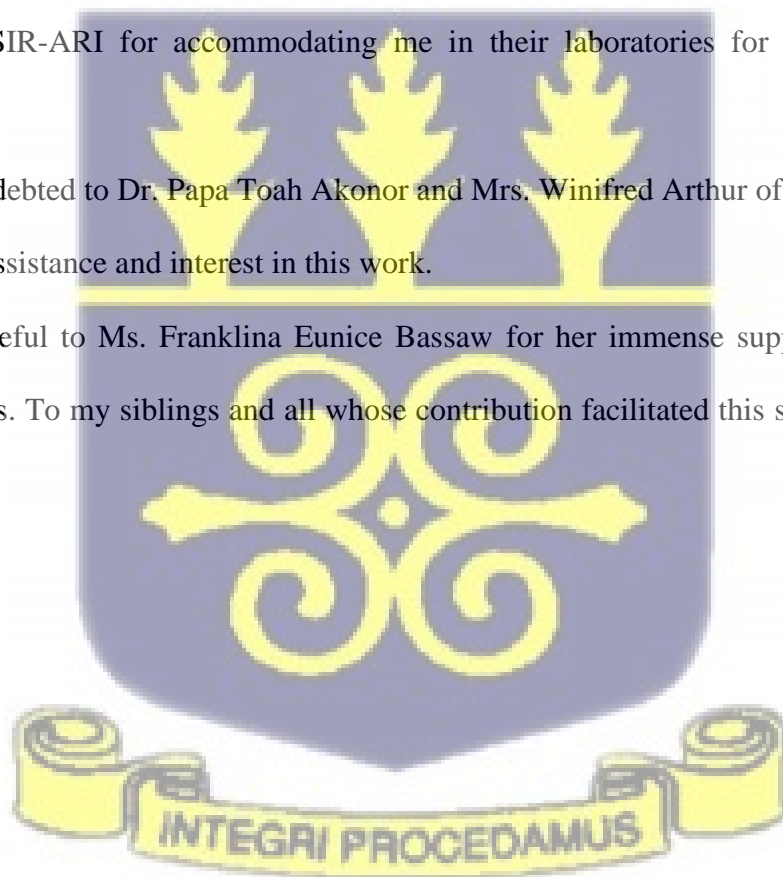 SIR-ARI for accommodating me in their laboratories for
debted to Dr. Papa Toah Akonor and Mrs. Winifred Arthur of
ssistance and interest in this work.
eful to Ms. Franklina Eunice Bassaw for her immense supp
s. To my siblings and all whose contribution facilitated this s
INTEGRI PROCEDAMUS